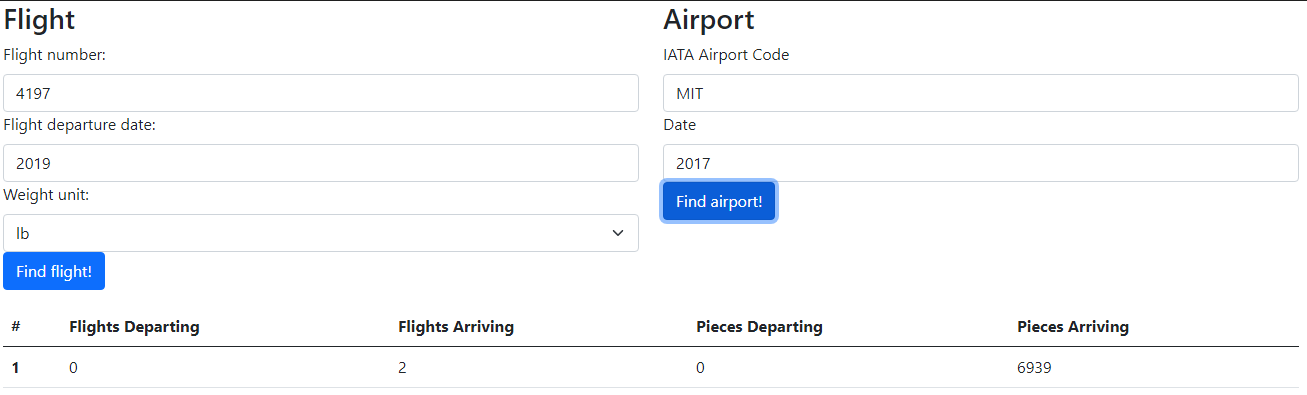 Flight
Flight number:
4197
Flight departure date:
2019
Weight unit:
lb
Find flight!
Airport
IATA Airport Code
MIT
Date
2017
Find airport!
# Flights Departing Flights Arriving Pieces Departing Pieces Arriving
1 0 2 0 6939